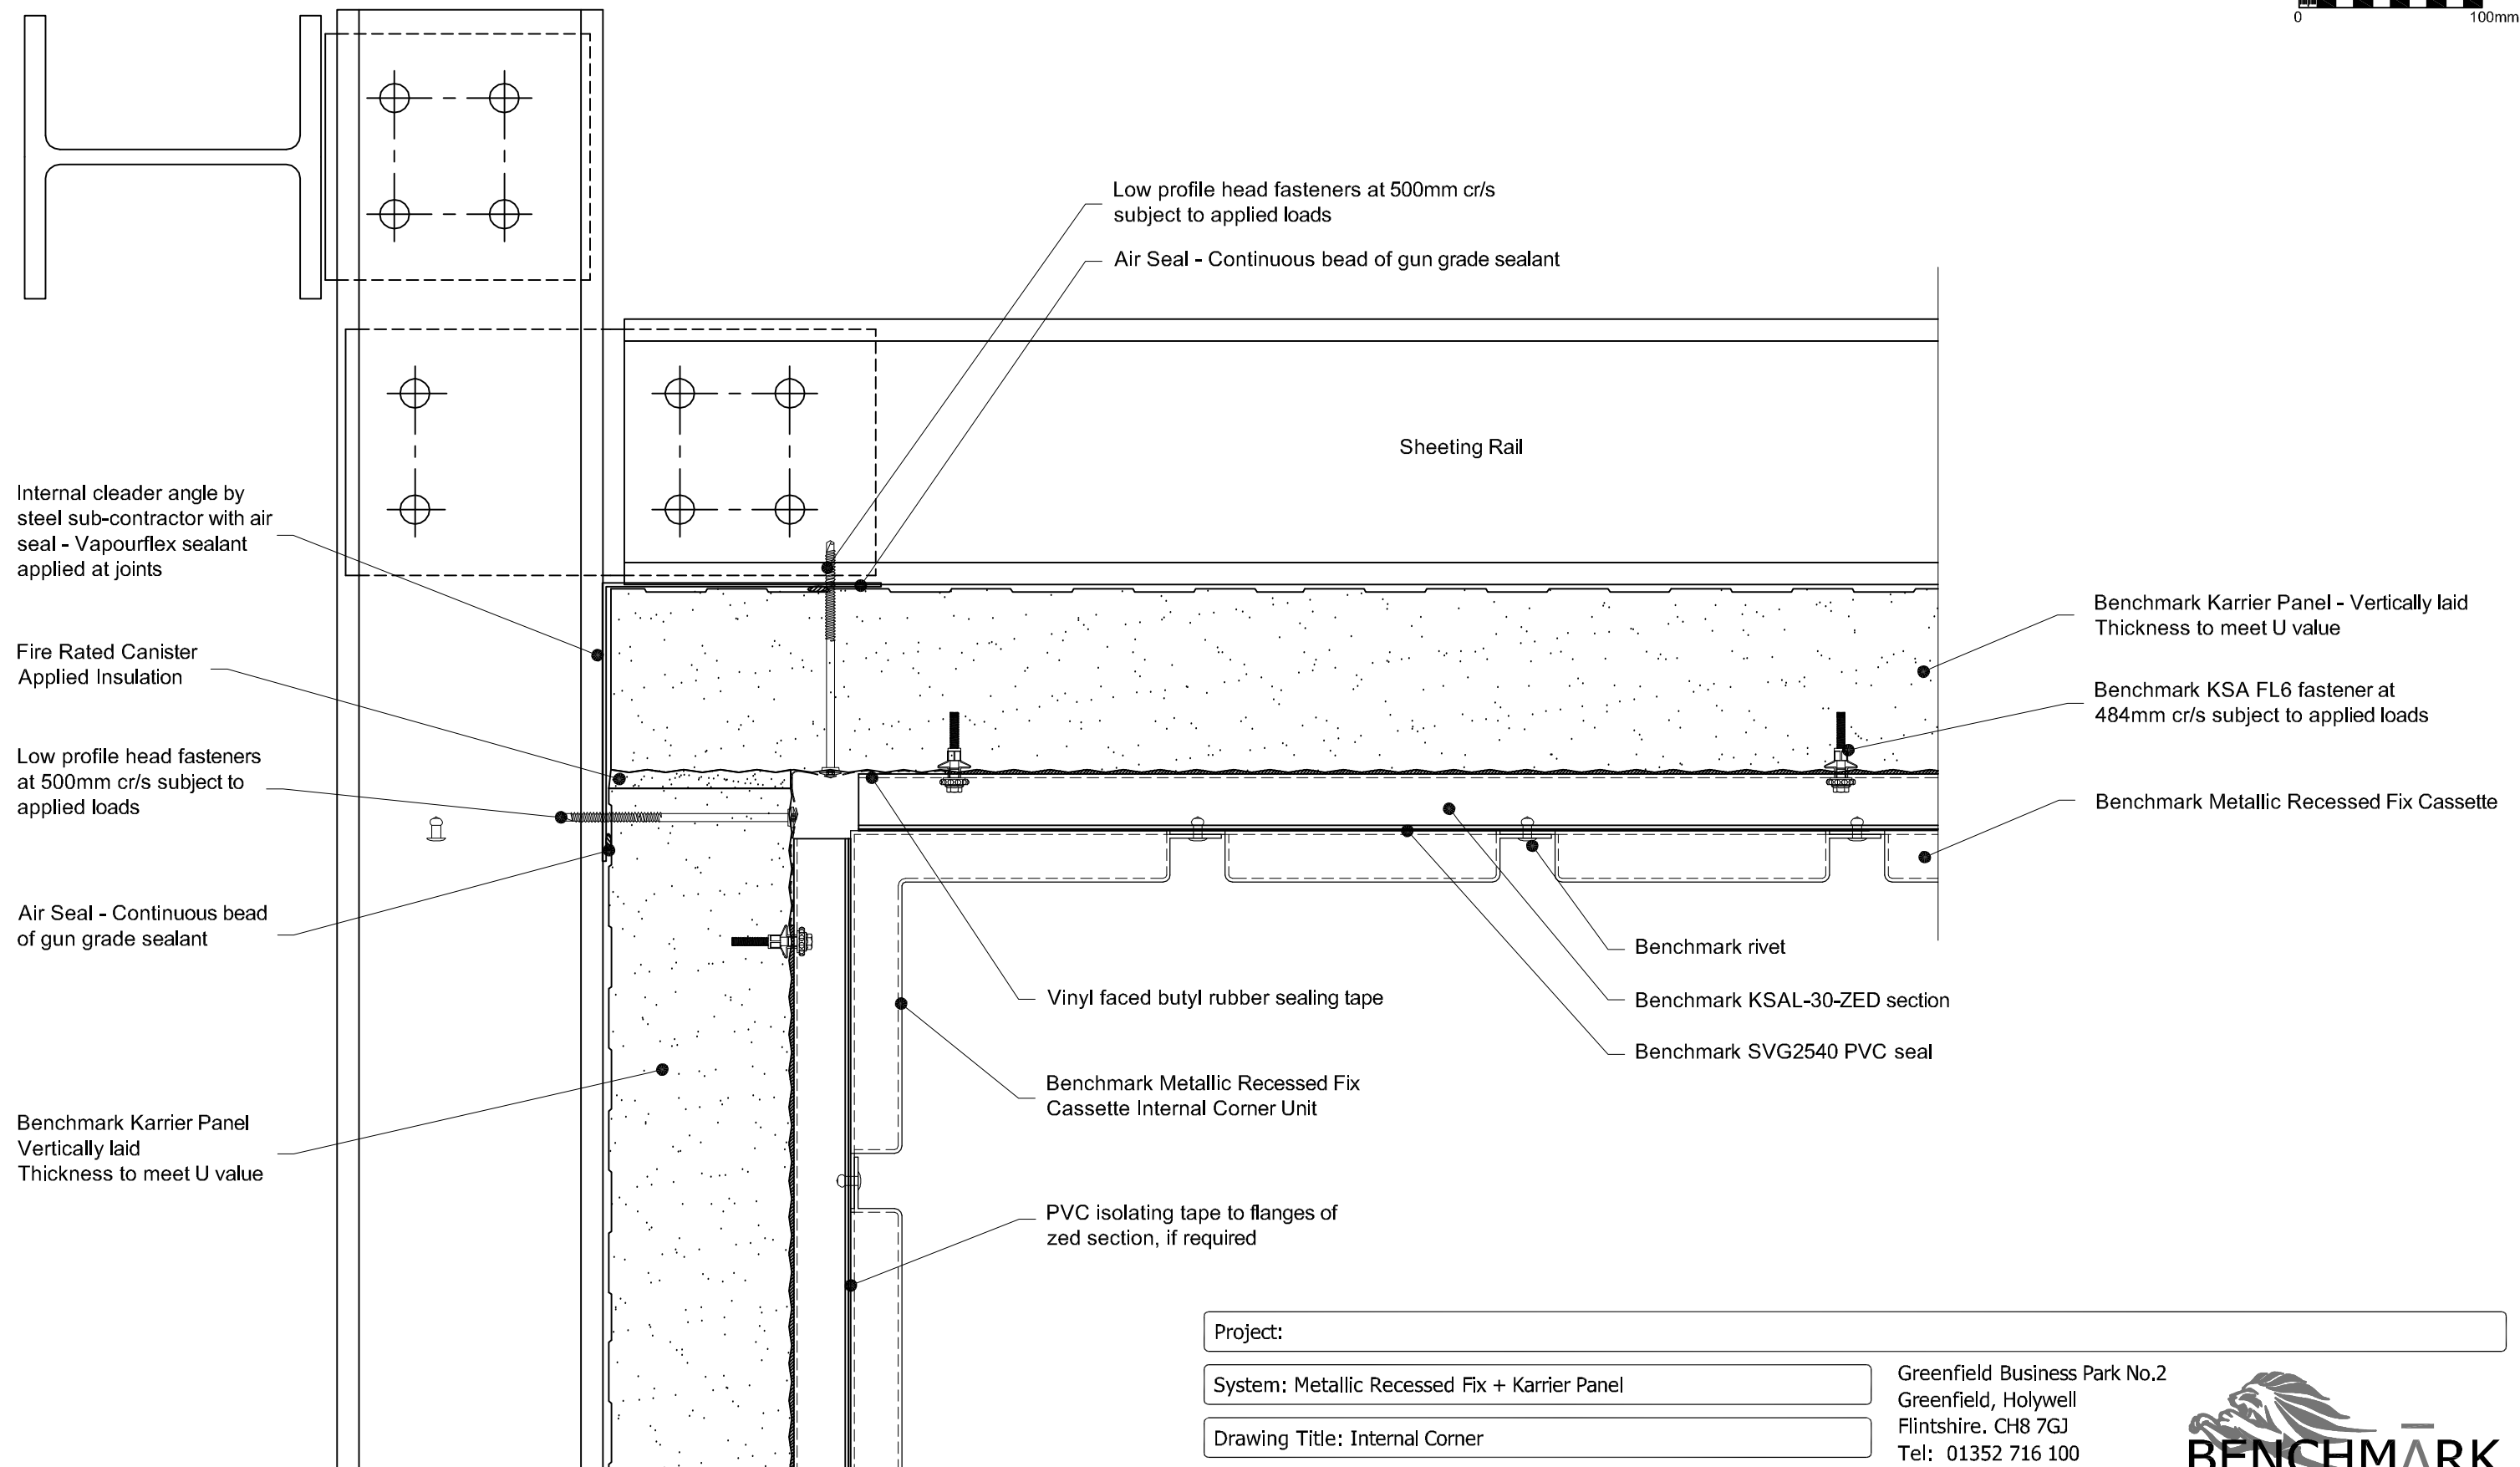 0 100mm
Low profile head fasteners at 500mm cr/s
subject to applied loads
Air Seal - Continuous bead of gun grade sealant
Sheeting Rail
Internal cleader angle by
steel sub-contractor with air
seal - Vapourflex sealant
applied at joints
Fire Rated Canister
Applied Insulation
Low profile head fasteners
at 500mm cr/s subject to
applied loads
Air Seal - Continuous bead
of gun grade sealant
Benchmark Karrier Panel
Vertically laid
Thickness to meet U value
Benchmark Karrier Panel - Vertically laid
Thickness to meet U value
Benchmark KSA FL6 fastener at
484mm cr/s subject to applied loads
Benchmark Metallic Recessed Fix Cassette
Benchmark rivet
Benchmark KSAL-30-ZED section
Benchmark SVG2540 PVC seal
Vinyl faced butyl rubber sealing tape
Benchmark Metallic Recessed Fix
Cassette Internal Corner Unit
PVC isolating tape to flanges of
zed section, if required
Project:
System: Metallic Recessed Fix + Karrier Panel
Drawing Title: Internal Corner
Greenfield Business Park No.2
Greenfield, Holywell
Flintshire. CH8 7GJ
Tel: 01352 716 100
BENCHMARK